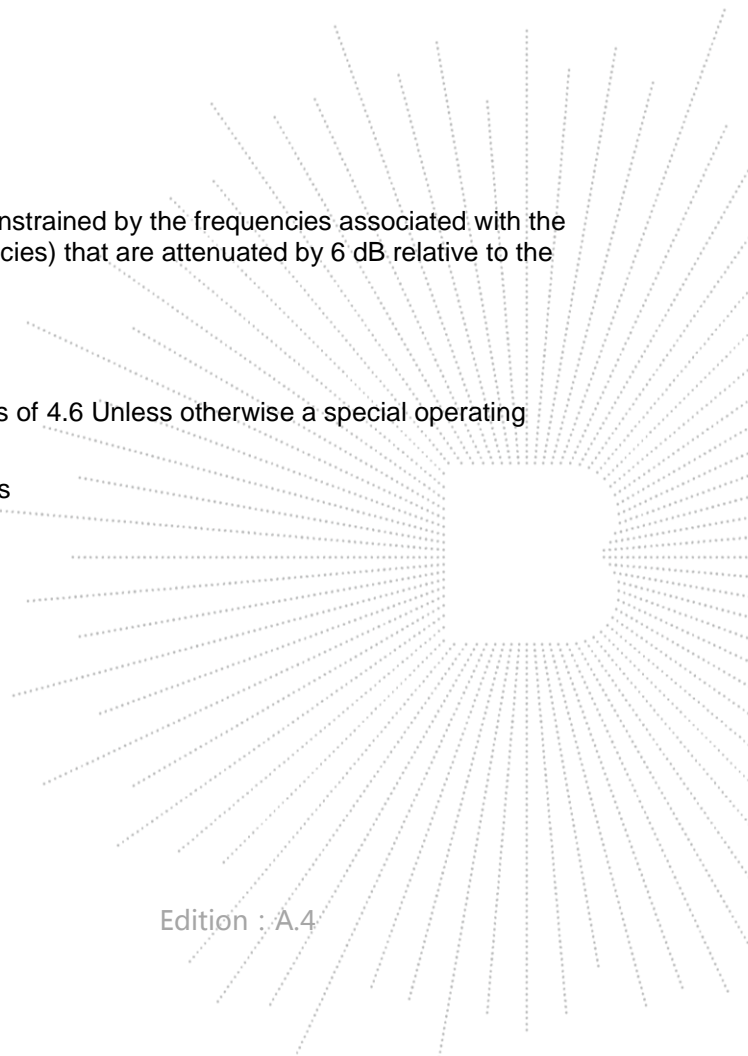 nstrained by the frequencies associated with the
cies) that are attenuated by 6 dB relative to the
s of 4.6 Unless otherwise a special operating
s
Edition : A.4